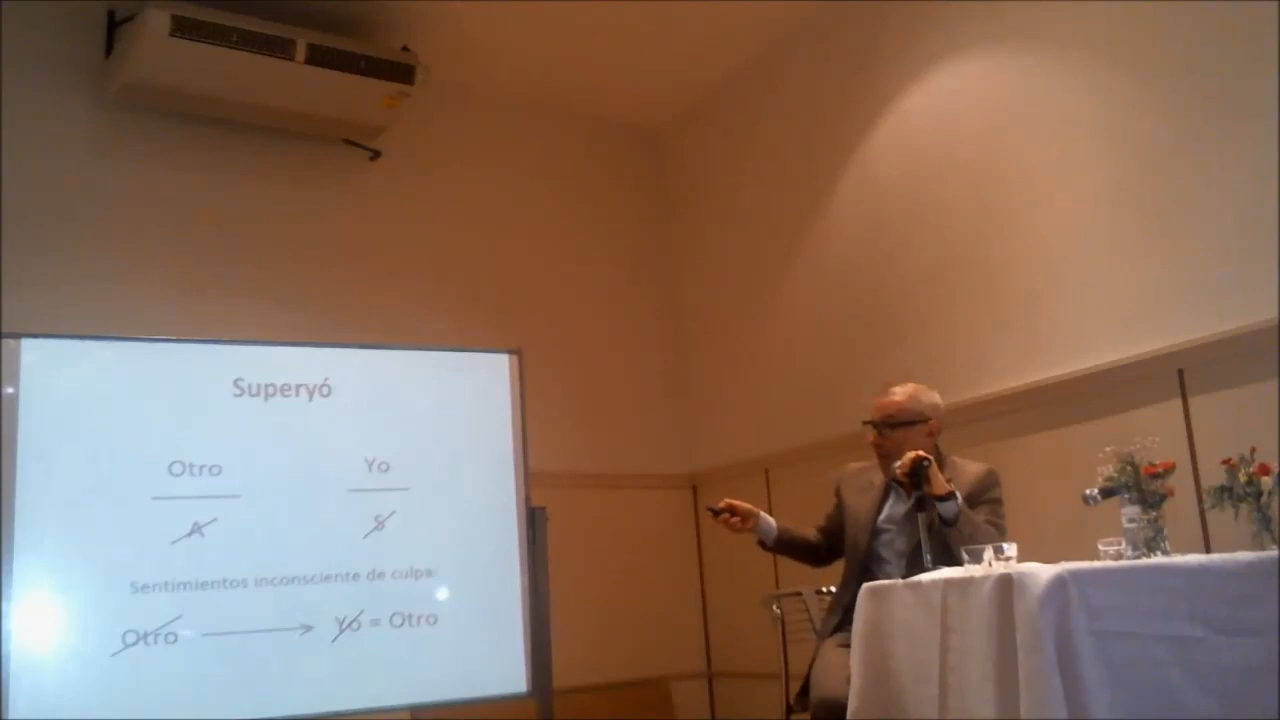 Superyó
Otro Yo
A S
Sentimientos inconsciente de culpa:
Otro → Yo = Otro